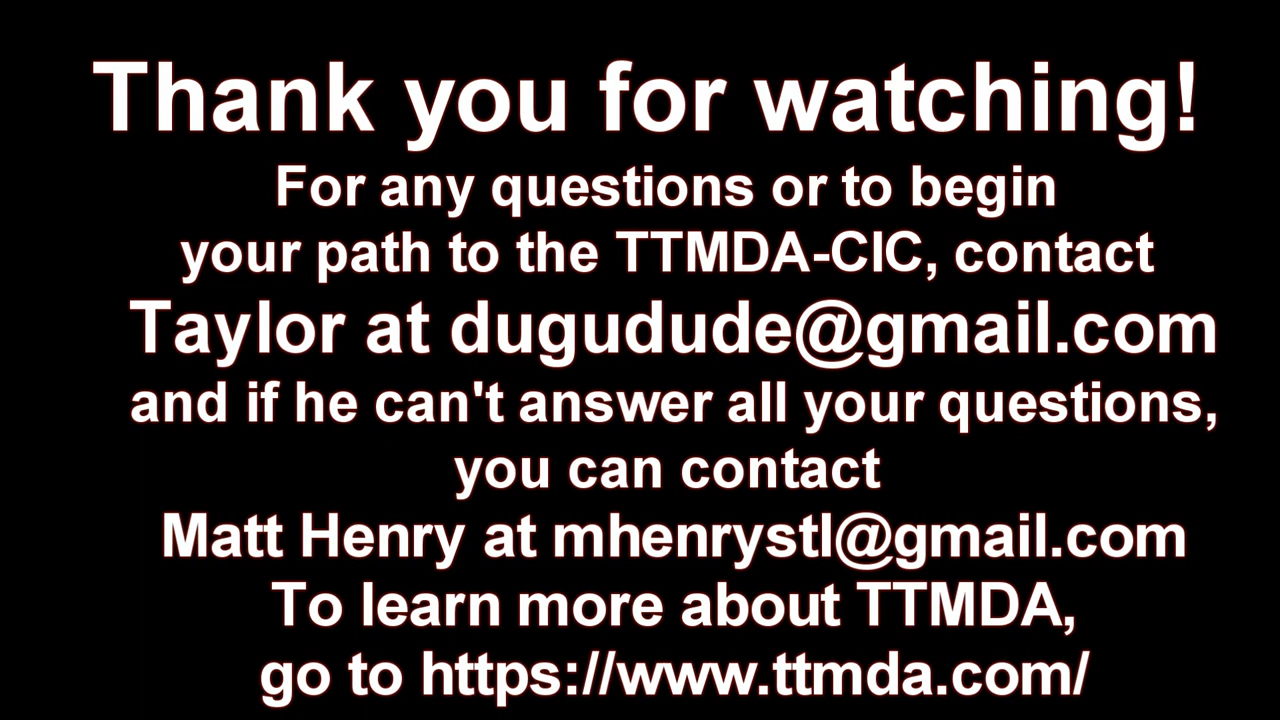 Thank you for watching!
For any questions or to begin
your path to the TTMDA-CIC, contact
Taylor at dugudude@gmail.com
and if he can't answer all your questions,
you can contact
Matt Henry at mhenrystl@gmail.com
To learn more about TTMDA,
go to https://www.ttmda.com/